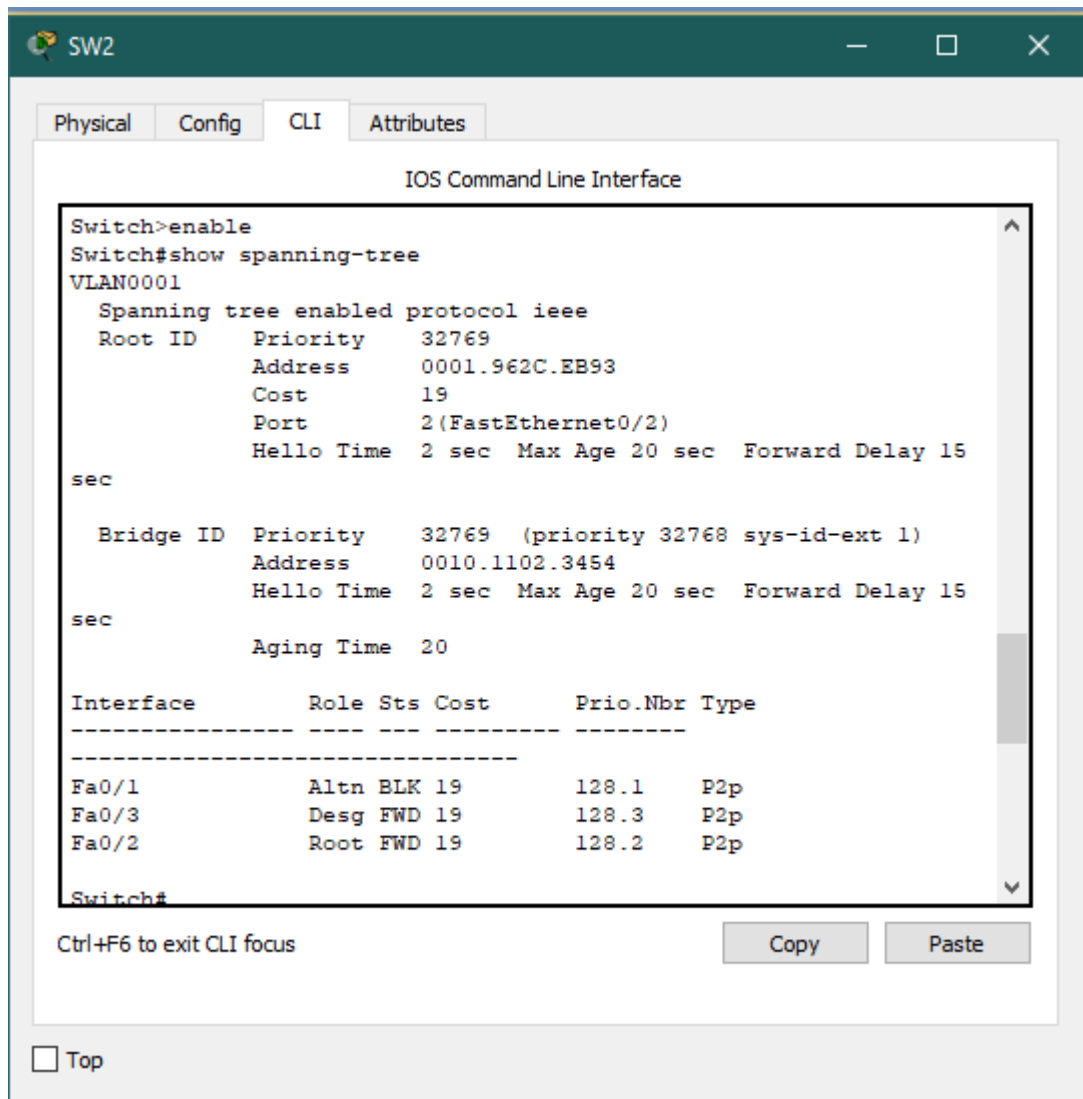 SW2
Physical Config CLI Attributes
IOS Command Line Interface
Switch>enable
Switch#show spanning-tree
VLAN0001
  Spanning tree enabled protocol ieee
  Root ID    Priority    32769
             Address     0001.962C.EB93
             Cost        19
             Port        2(FastEthernet0/2)
             Hello Time  2 sec  Max Age 20 sec  Forward Delay 15
sec
  Bridge ID  Priority    32769  (priority 32768 sys-id-ext 1)
             Address     0010.1102.3454
             Hello Time  2 sec  Max Age 20 sec  Forward Delay 15
sec
             Aging Time  20
Interface        Role Sts Cost      Prio.Nbr Type
---------------- ---- --- --------- --------
--------------------------------
Fa0/1            Altn BLK 19        128.1    P2p
Fa0/3            Desg FWD 19        128.3    P2p
Fa0/2            Root FWD 19        128.2    P2p
Switch#
Ctrl+F6 to exit CLI focus Copy Paste
Top